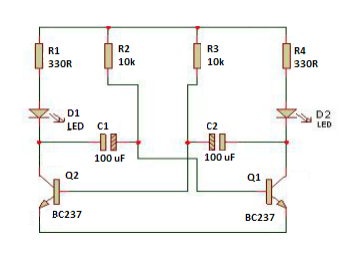 R1
330R
R2
10k
R3
10k
R4
330R
D1
LED
D2
LED
C1
100 uF
C2
100 uF
Q2
BC237
Q1
BC237